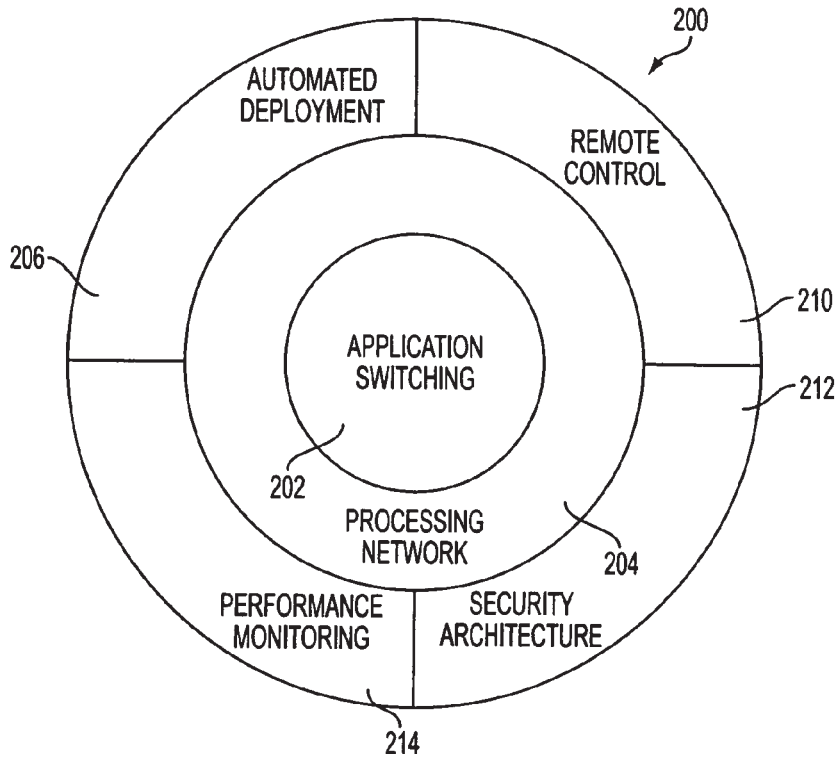 200
AUTOMATED
DEPLOYMENT
REMOTE
CONTROL
206
210
APPLICATION
SWITCHING
212
202
PROCESSING
NETWORK
204
PERFORMANCE
MONITORING
SECURITY
ARCHITECTURE
214